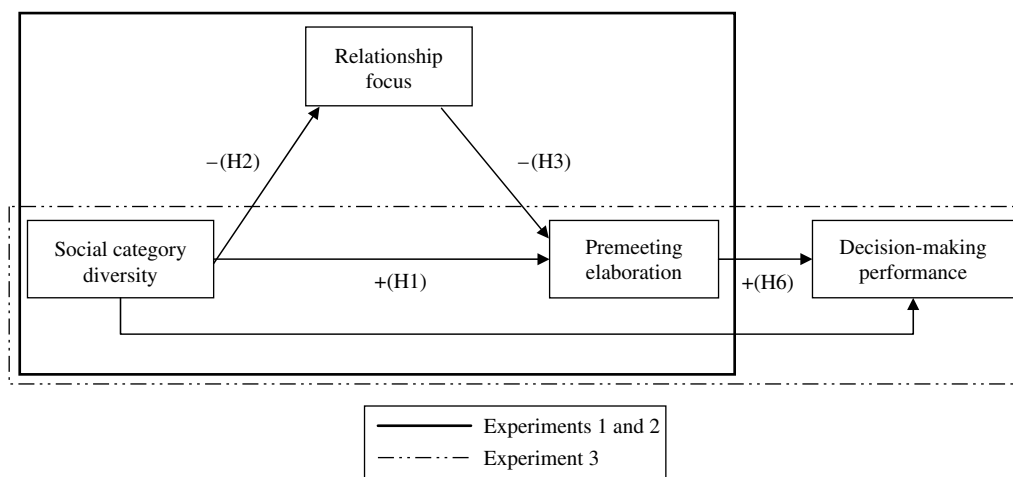 Relationship
focus
–(H2)
–(H3)
Social category
diversity
Premeeting
elaboration
Decision-making
performance
+(H1)
+(H6)
Experiments 1 and 2
Experiment 3